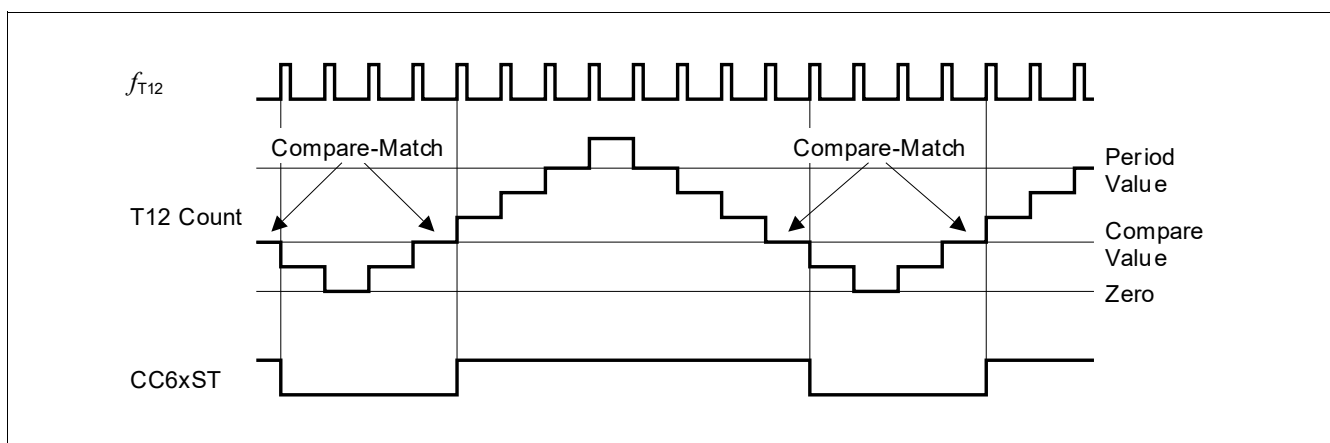 fT12
Compare-Match
Compare-Match
Period
Value
T12 Count
Compare
Value
Zero
CC6xST